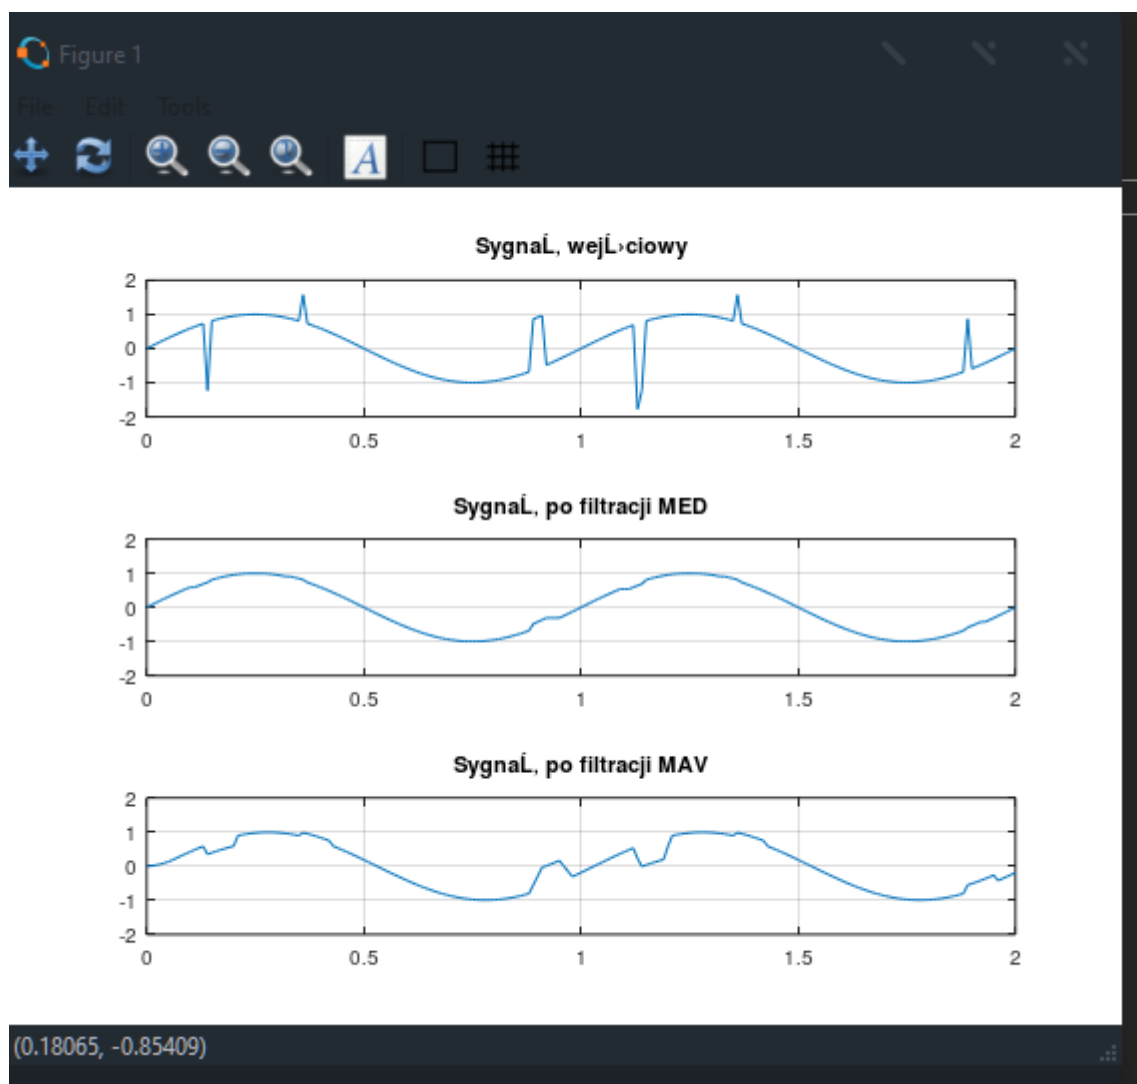 Figure 1
File Edit Tools
A
SygnaĹ‚ wejĹ›ciowy
2
1
0
-1
-2
0 0.5 1 1.5 2
SygnaĹ‚ po filtracji MED
2
1
0
-1
-2
0 0.5 1 1.5 2
SygnaĹ‚ po filtracji MAV
2
1
0
-1
-2
0 0.5 1 1.5 2
(0.18065, -0.85409)